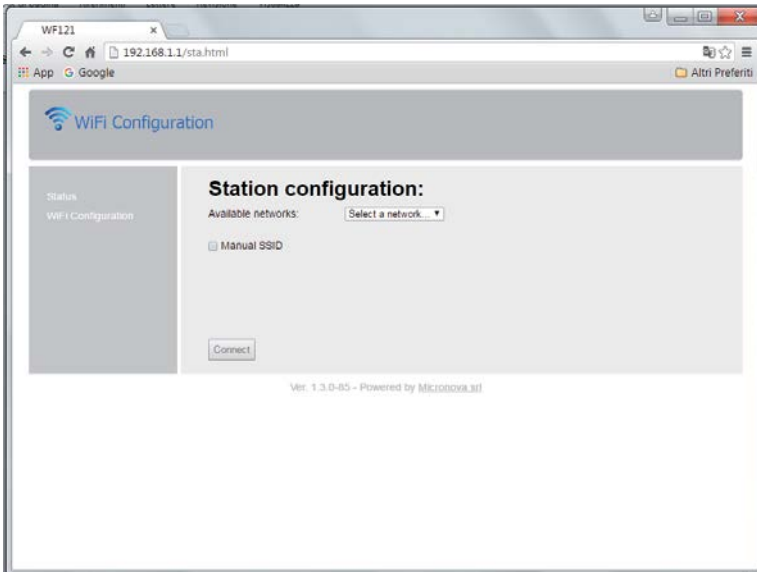 WF121
192.168.1.1/sta.html
App Google Altri Preferiti
WiFi Configuration
Status
WiFi Configuration
Station configuration:
Available networks: Select a network...
Manual SSID
Connect
Ver. 1.3.0-85 - Powered by Micronova srl